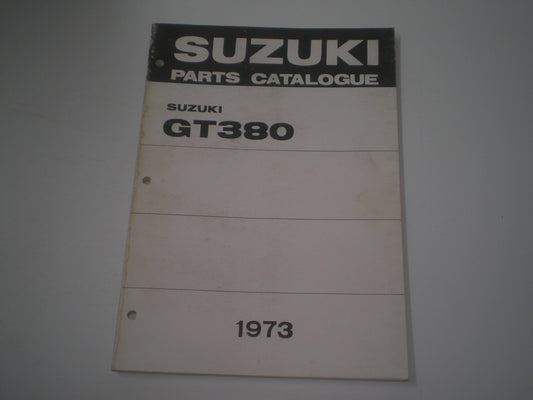 SUZUKI
PARTS CATALOGUE
SUZUKI
GT380
1973